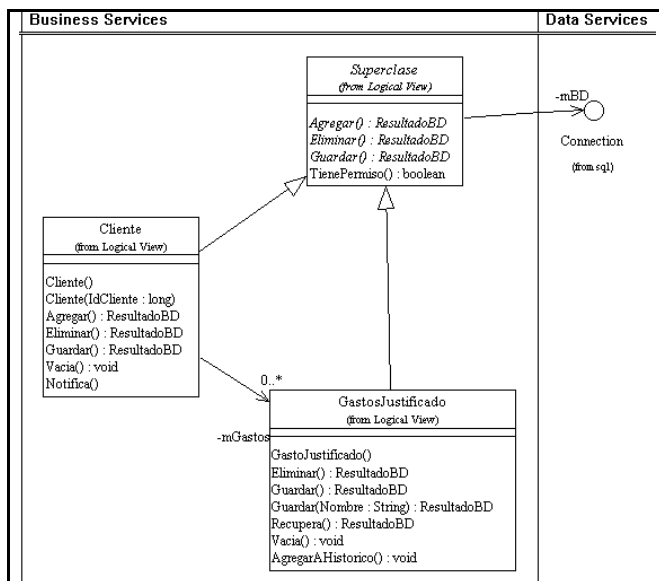 Business Services
Data Services
Superclase
(from Logical View)
Agregar() : ResultadoBD
Eliminar() : ResultadoBD
Guardar() : ResultadoBD
TienePermiso() : boolean
-mBD
Connection
(from sql)
Cliente
(from Logical View)
Cliente()
Cliente(IdCliente : long)
Agregar() : ResultadoBD
Eliminar() : ResultadoBD
Guardar() : ResultadoBD
Vacia() : void
Notifica()
0..*
-mGastos
GastosJustificado
(from Logical View)
GastoJustificado()
Eliminar() : ResultadoBD
Guardar() : ResultadoBD
Guardar(Nombre : String) : ResultadoBD
Recupera() : ResultadoBD
Vacia() : void
AgregarAHistorico() : void